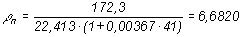 ρₙ = 172,3 / 22,413 · (1 + 0,00367 · 41) = 6,6820